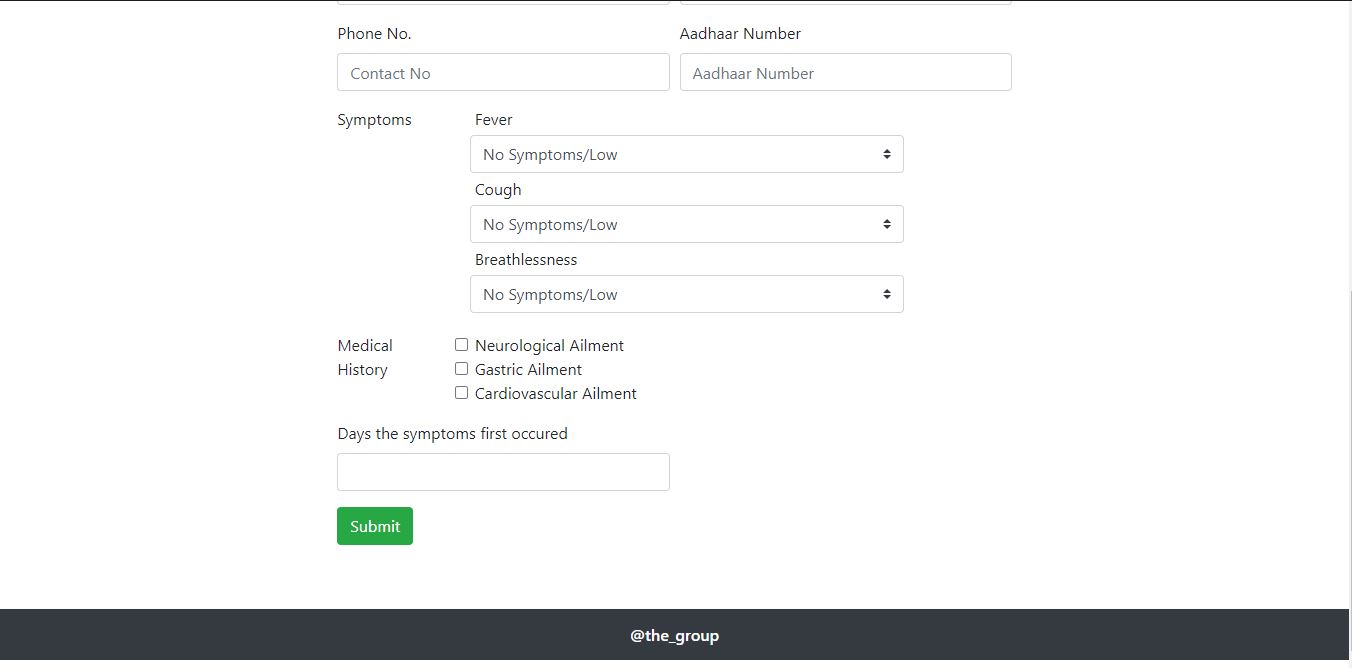 Phone No.
Aadhaar Number
Contact No
Aadhaar Number
Symptoms
Fever
No Symptoms/Low
Cough
No Symptoms/Low
Breathlessness
No Symptoms/Low
Medical
History
Neurological Ailment
Gastric Ailment
Cardiovascular Ailment
Days the symptoms first occured
Submit
@the_group